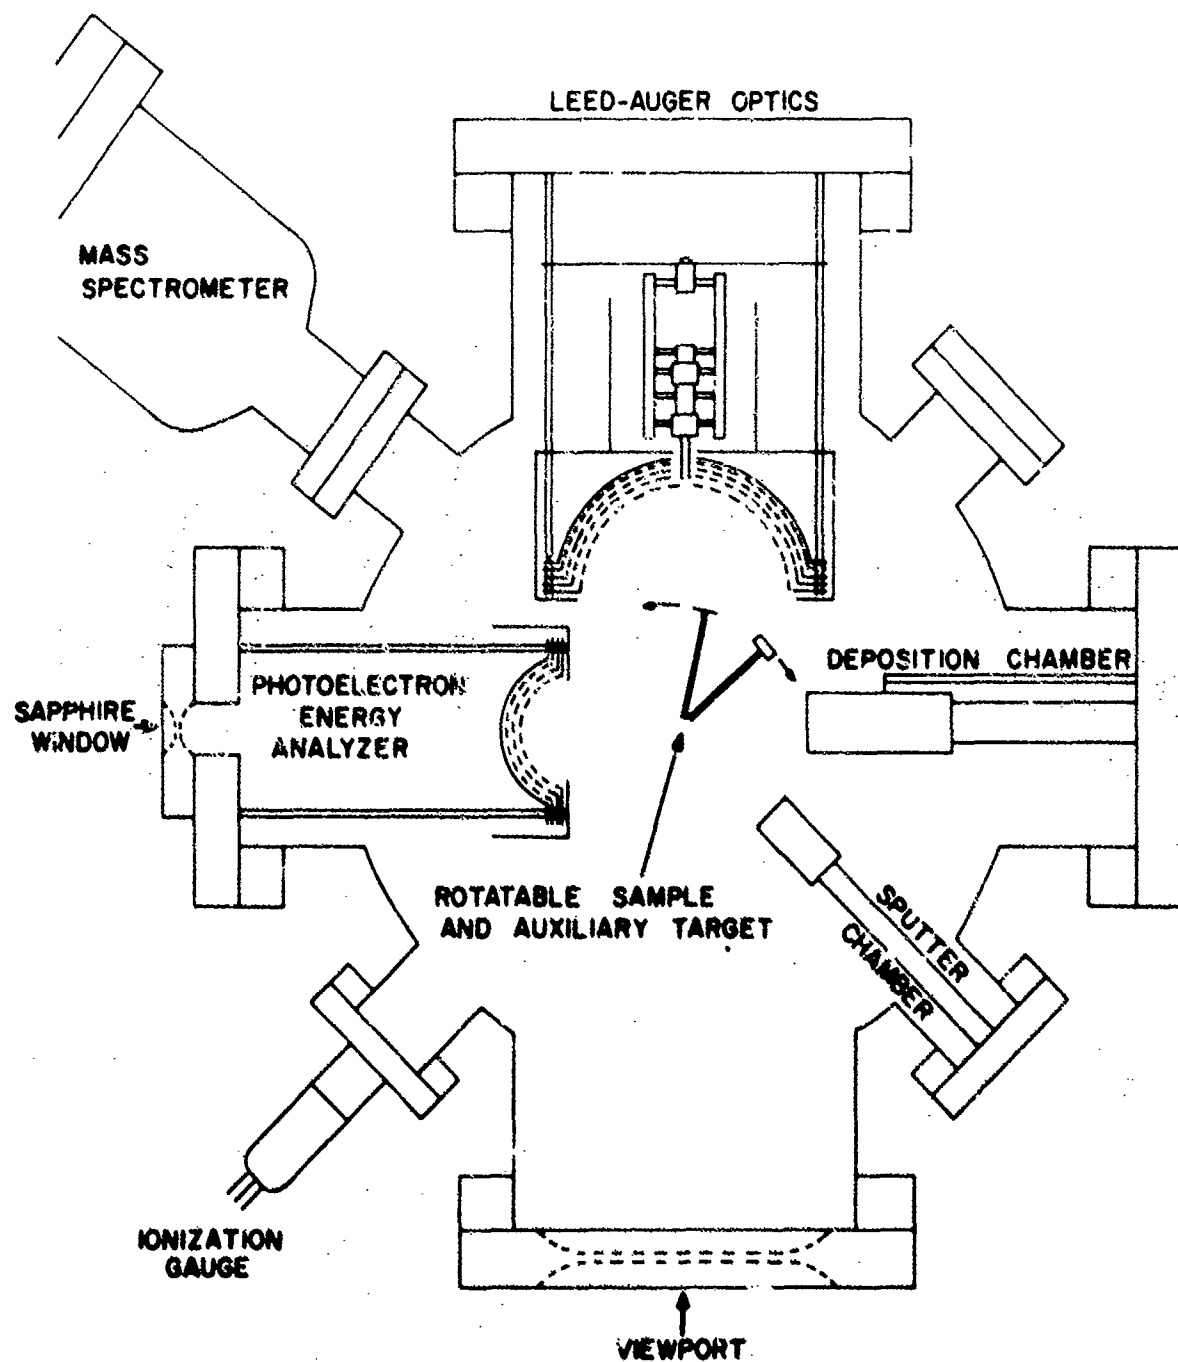 LEED-AUGER OPTICS
MASS
SPECTROMETER
DEPOSITION CHAMBER
PHOTOELECTRON
ENERGY
ANALYZER
SAPPHIRE
WINDOW
ROTATABLE SAMPLE
AND AUXILIARY TARGET
SPUTTER
CHAMBER
IONIZATION
GAUGE
VIEWPORT